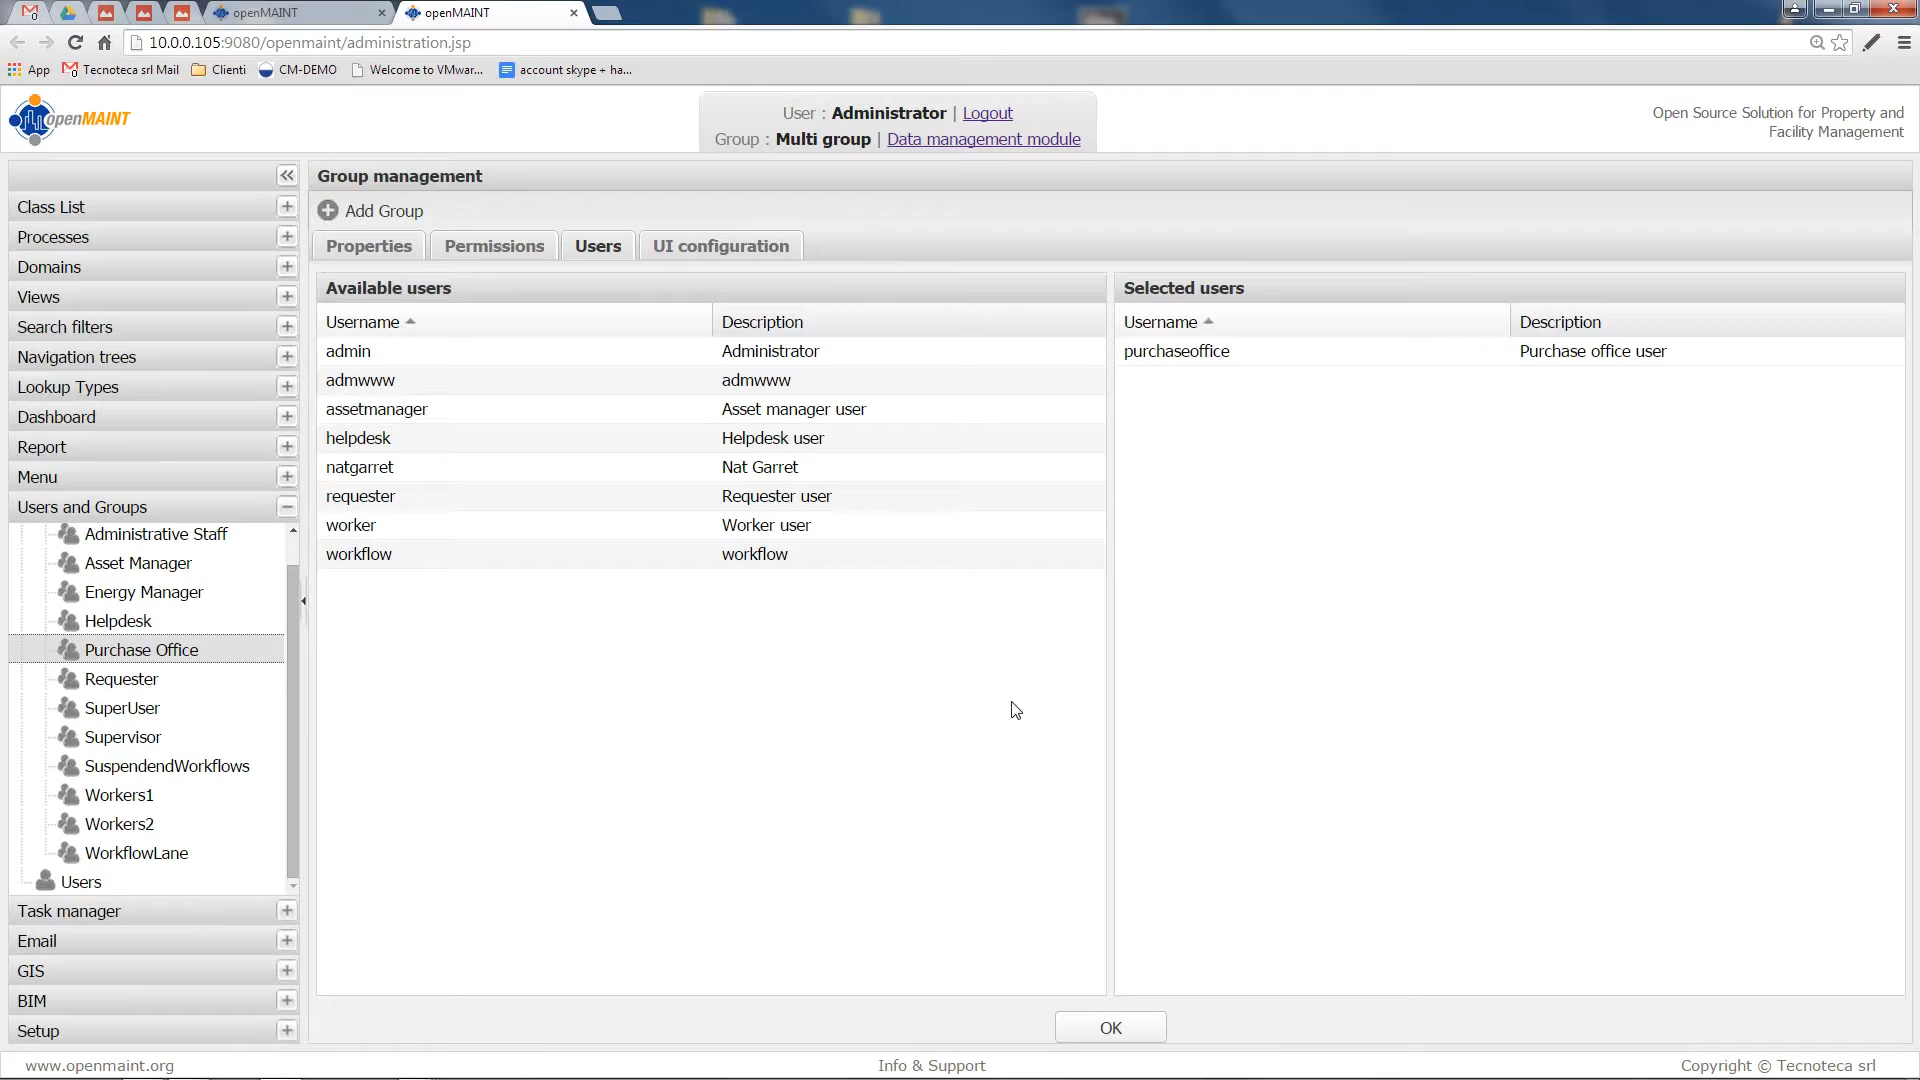 openMAINT
openMAINT
10.0.0.105:9080/openmaint/administration.jsp
App
Tecnoteca srl Mail
Clienti
CM-DEMO
Welcome to VMwar...
account skype + ha...
openMAINT
User : Administrator | Logout
Group : Multi group | Data management module
Open Source Solution for Property and
Facility Management
Class List
Processes
Domains
Views
Search filters
Navigation trees
Lookup Types
Dashboard
Report
Menu
Users and Groups
Administrative Staff
Asset Manager
Energy Manager
Helpdesk
Purchase Office
Requester
SuperUser
Supervisor
SuspendendWorkflows
Workers1
Workers2
WorkflowLane
Users
Task manager
Email
GIS
BIM
Setup
Group management
Add Group
Properties
Permissions
Users
UI configuration
Available users
Username Description
admin Administrator
admwww admwww
assetmanager Asset manager user
helpdesk Helpdesk user
natgarret Nat Garret
requester Requester user
worker Worker user
workflow workflow
Selected users
Username Description
purchaseoffice Purchase office user
OK
www.openmaint.org
Info & Support
Copyright © Tecnoteca srl